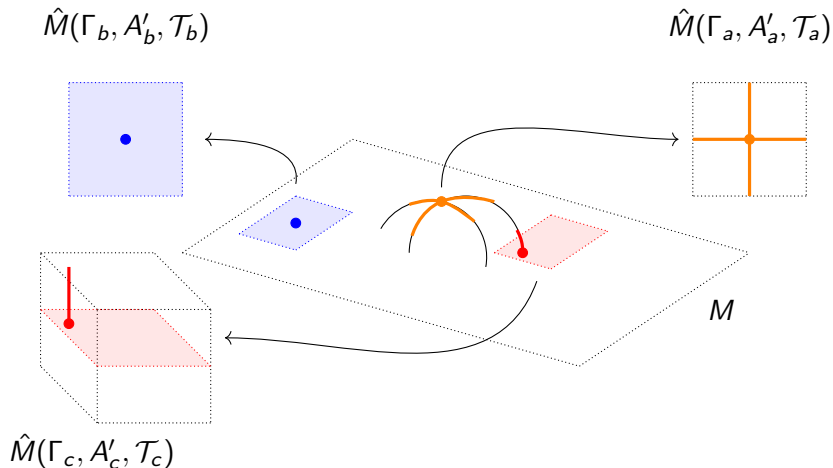 M̂(Γ_b, A′_b, 𝒯_b)
M̂(Γ_a, A′_a, 𝒯_a)
M
M̂(Γ_c, A′_c, 𝒯_c)